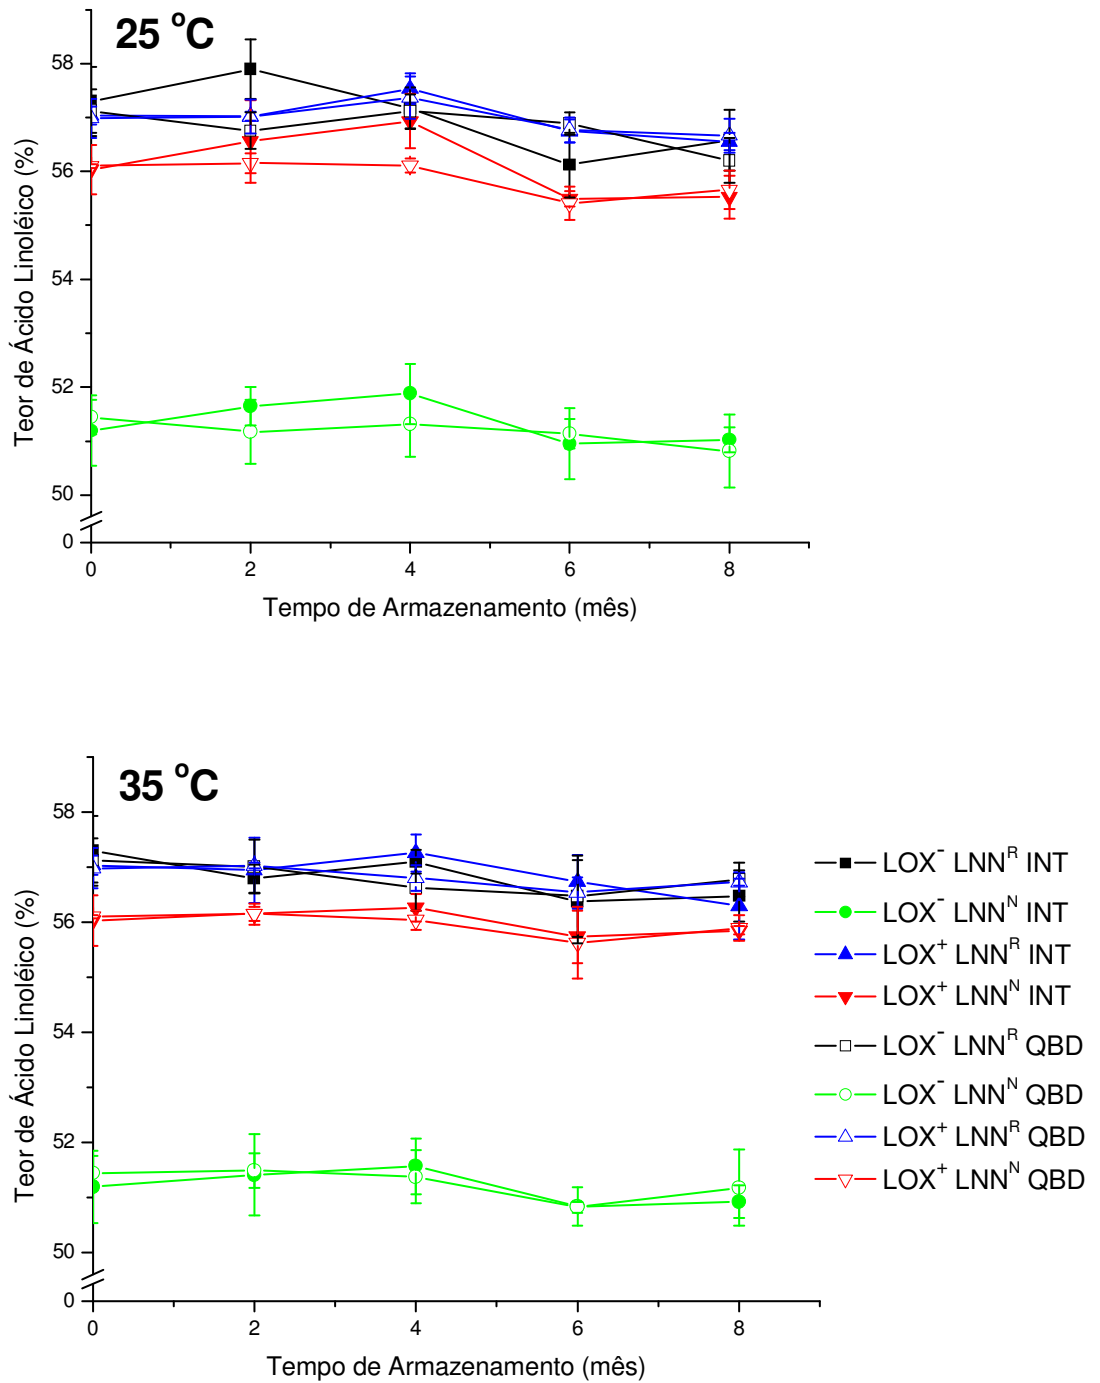 25 °C
Teor de Ácido Linoléico (%)
58
56
54
52
50
0
0 2 4 6 8
Tempo de Armazenamento (mês)
35 °C
Teor de Ácido Linoléico (%)
58
56
54
52
50
0
0 2 4 6 8
Tempo de Armazenamento (mês)
LOX⁻ LNNᴿ INT
LOX⁻ LNNᴺ INT
LOX⁺ LNNᴿ INT
LOX⁺ LNNᴺ INT
LOX⁻ LNNᴿ QBD
LOX⁻ LNNᴺ QBD
LOX⁺ LNNᴿ QBD
LOX⁺ LNNᴺ QBD